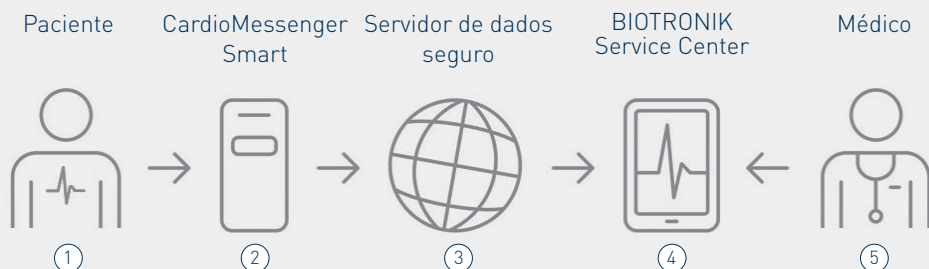 Paciente
CardioMessenger
Smart
Servidor de dados
seguro
BIOTRONIK
Service Center
Médico
1
2
3
4
5